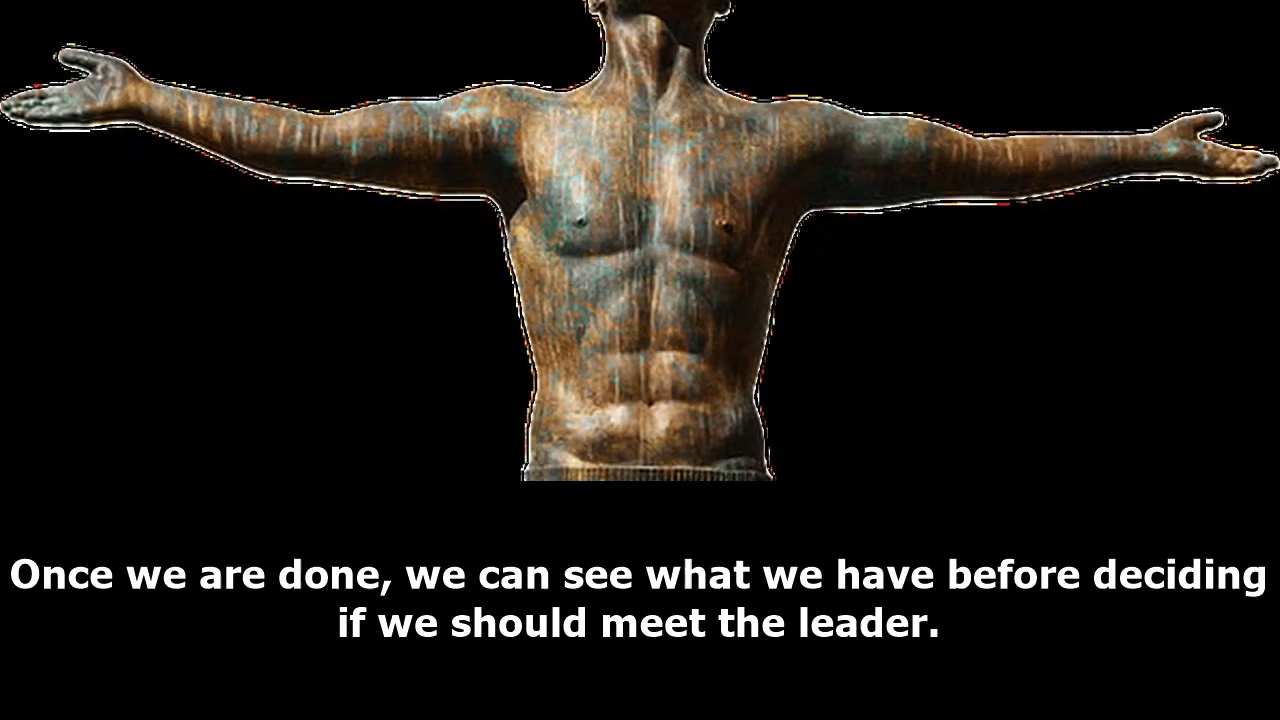 Once we are done, we can see what we have before deciding
if we should meet the leader.